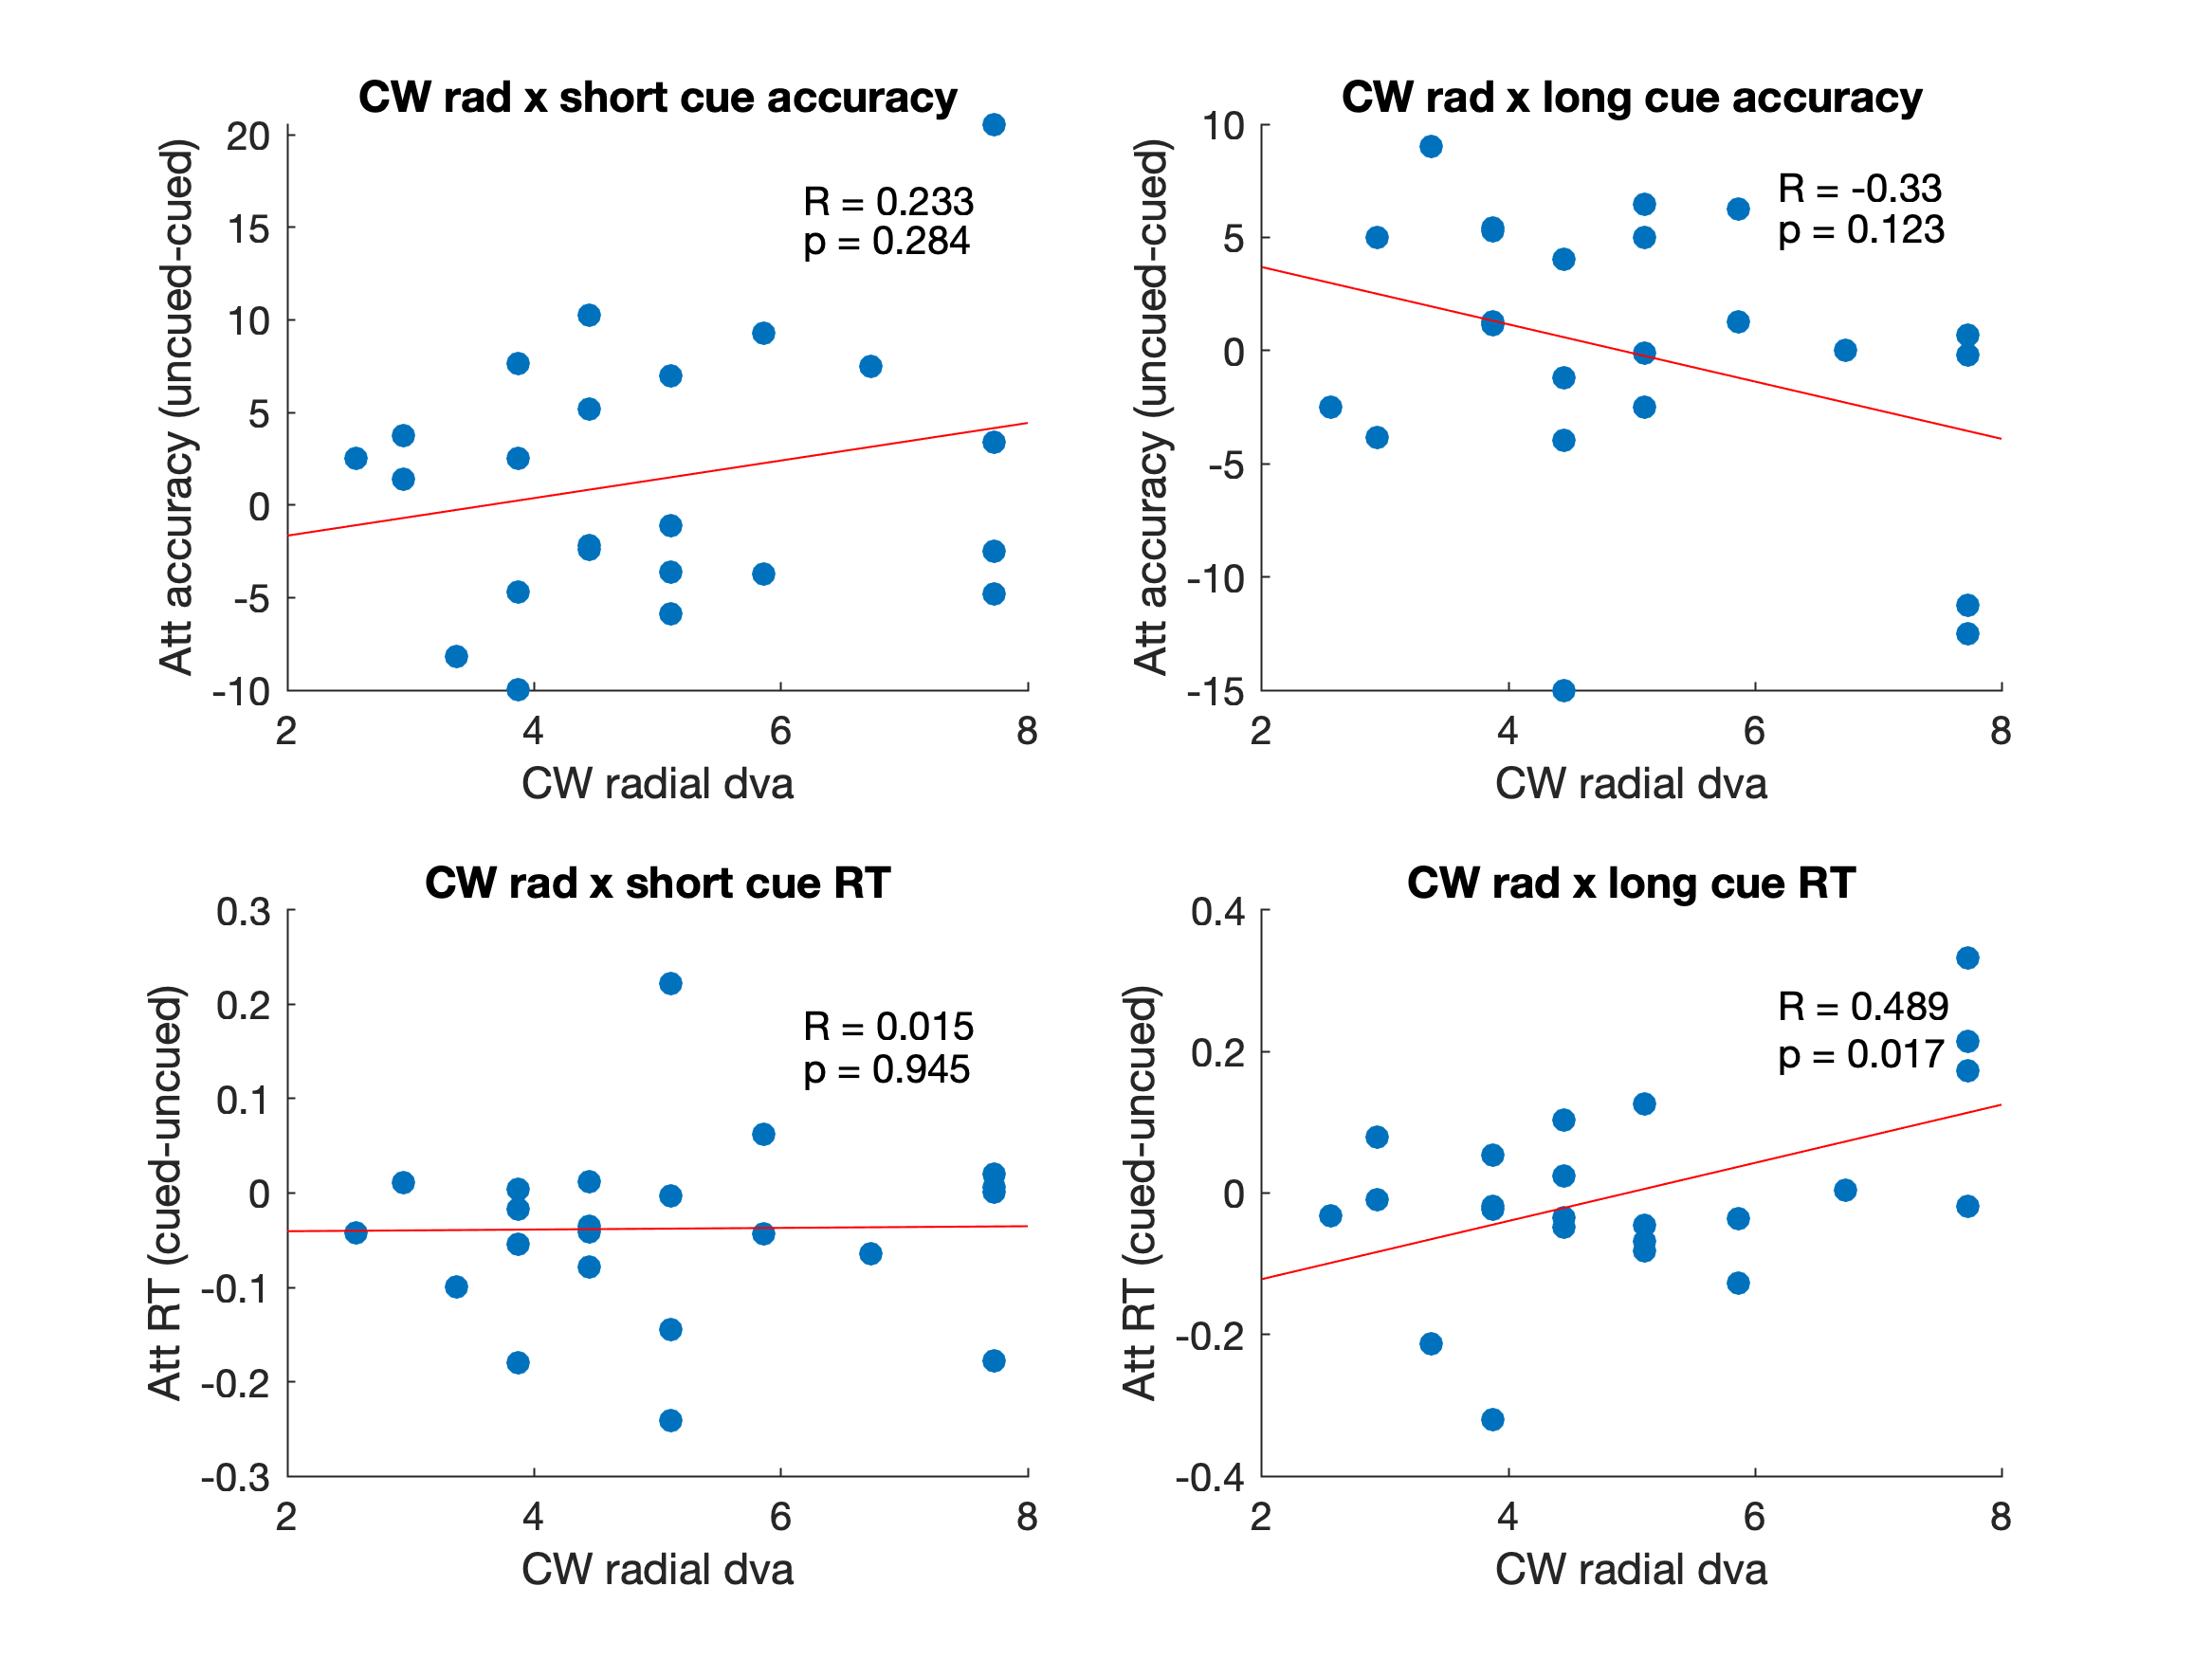 CW rad x short cue accuracy
20
15
10
5
0
-5
-10
2
4
6
8
Att accuracy (uncued-cued)
R = 0.233
p = 0.284
CW radial dva
CW rad x long cue accuracy
10
5
0
-5
-10
-15
2
4
6
8
Att accuracy (uncued-cued)
R = -0.33
p = 0.123
CW radial dva
CW rad x short cue RT
0.3
0.2
0.1
0
-0.1
-0.2
-0.3
2
4
6
8
Att RT (cued-uncued)
R = 0.015
p = 0.945
CW radial dva
CW rad x long cue RT
0.4
0.2
0
-0.2
-0.4
2
4
6
8
Att RT (cued-uncued)
R = 0.489
p = 0.017
CW radial dva